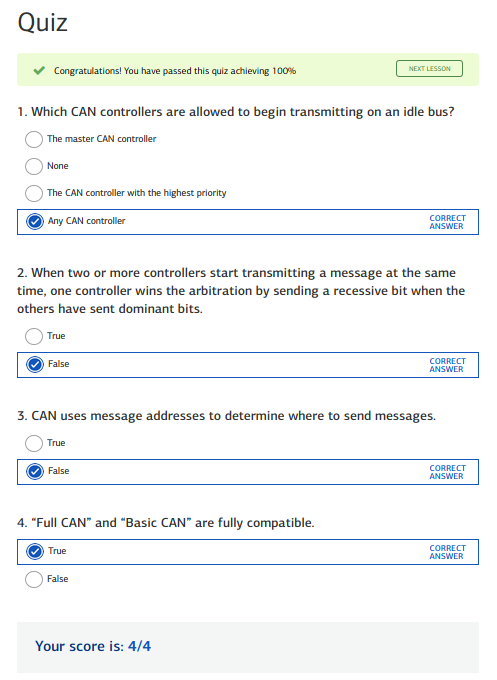 Quiz
Congratulations! You have passed this quiz achieving 100%
NEXT LESSON
1. Which CAN controllers are allowed to begin transmitting on an idle bus?
The master CAN controller
None
The CAN controller with the highest priority
Any CAN controller
CORRECT
ANSWER
2. When two or more controllers start transmitting a message at the same
time, one controller wins the arbitration by sending a recessive bit when the
others have sent dominant bits.
True
False
CORRECT
ANSWER
3. CAN uses message addresses to determine where to send messages.
True
False
CORRECT
ANSWER
4. “Full CAN” and “Basic CAN” are fully compatible.
True
CORRECT
ANSWER
False
Your score is: 4/4